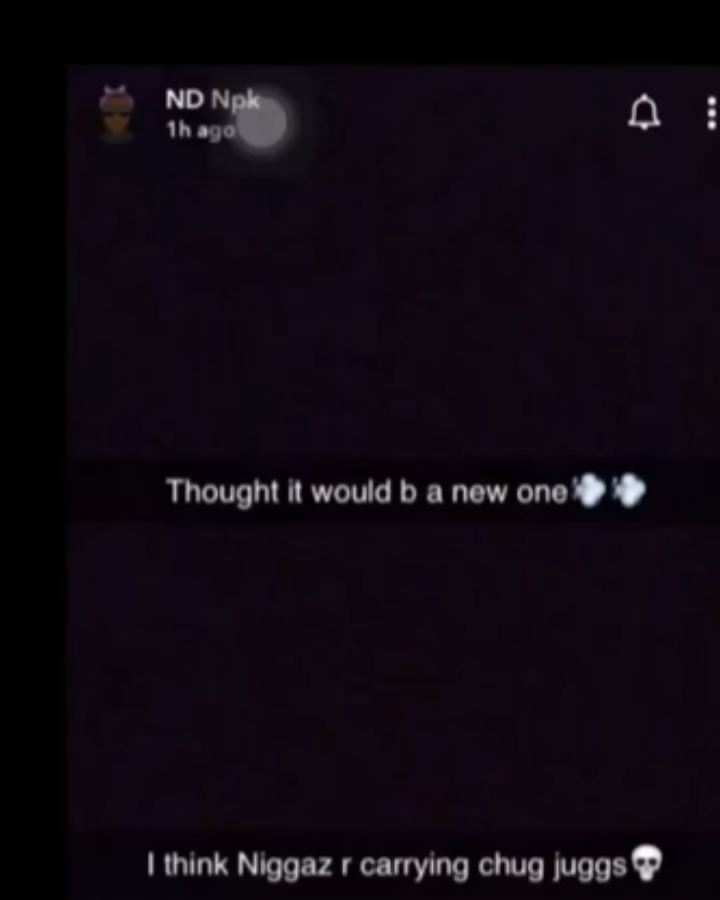 ND Npk
1h ago
Thought it would b a new one💨💨
I think Niggaz r carrying chug juggs💀